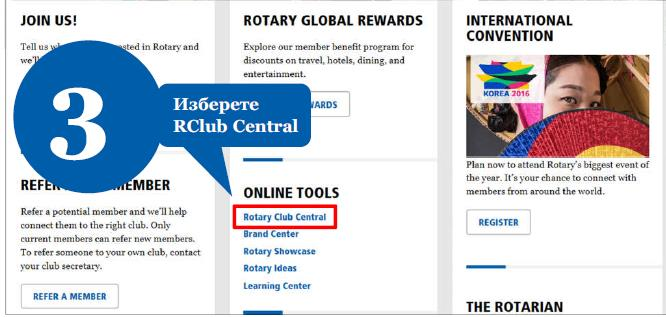 JOIN US!
Tell us
ested in Rotary and
we'll
REFER
MEMBER
Refer a potential member and we'll help
connect them to the right club. Only
current members can refer new members.
To refer someone to your own club, contact
your club secretary.
REFER A MEMBER
3
Изберете
RClub Central
ROTARY GLOBAL REWARDS
Explore our member benefit program for
discounts on travel, hotels, dining, and
entertainment.
WARDS
ONLINE TOOLS
Rotary Club Central
Brand Center
Rotary Showcase
Rotary Ideas
Learning Center
INTERNATIONAL
CONVENTION
KOREA 2016
Plan now to attend Rotary's biggest event of
the year. It's your chance to connect with
members from around the world.
REGISTER
THE ROTARIAN